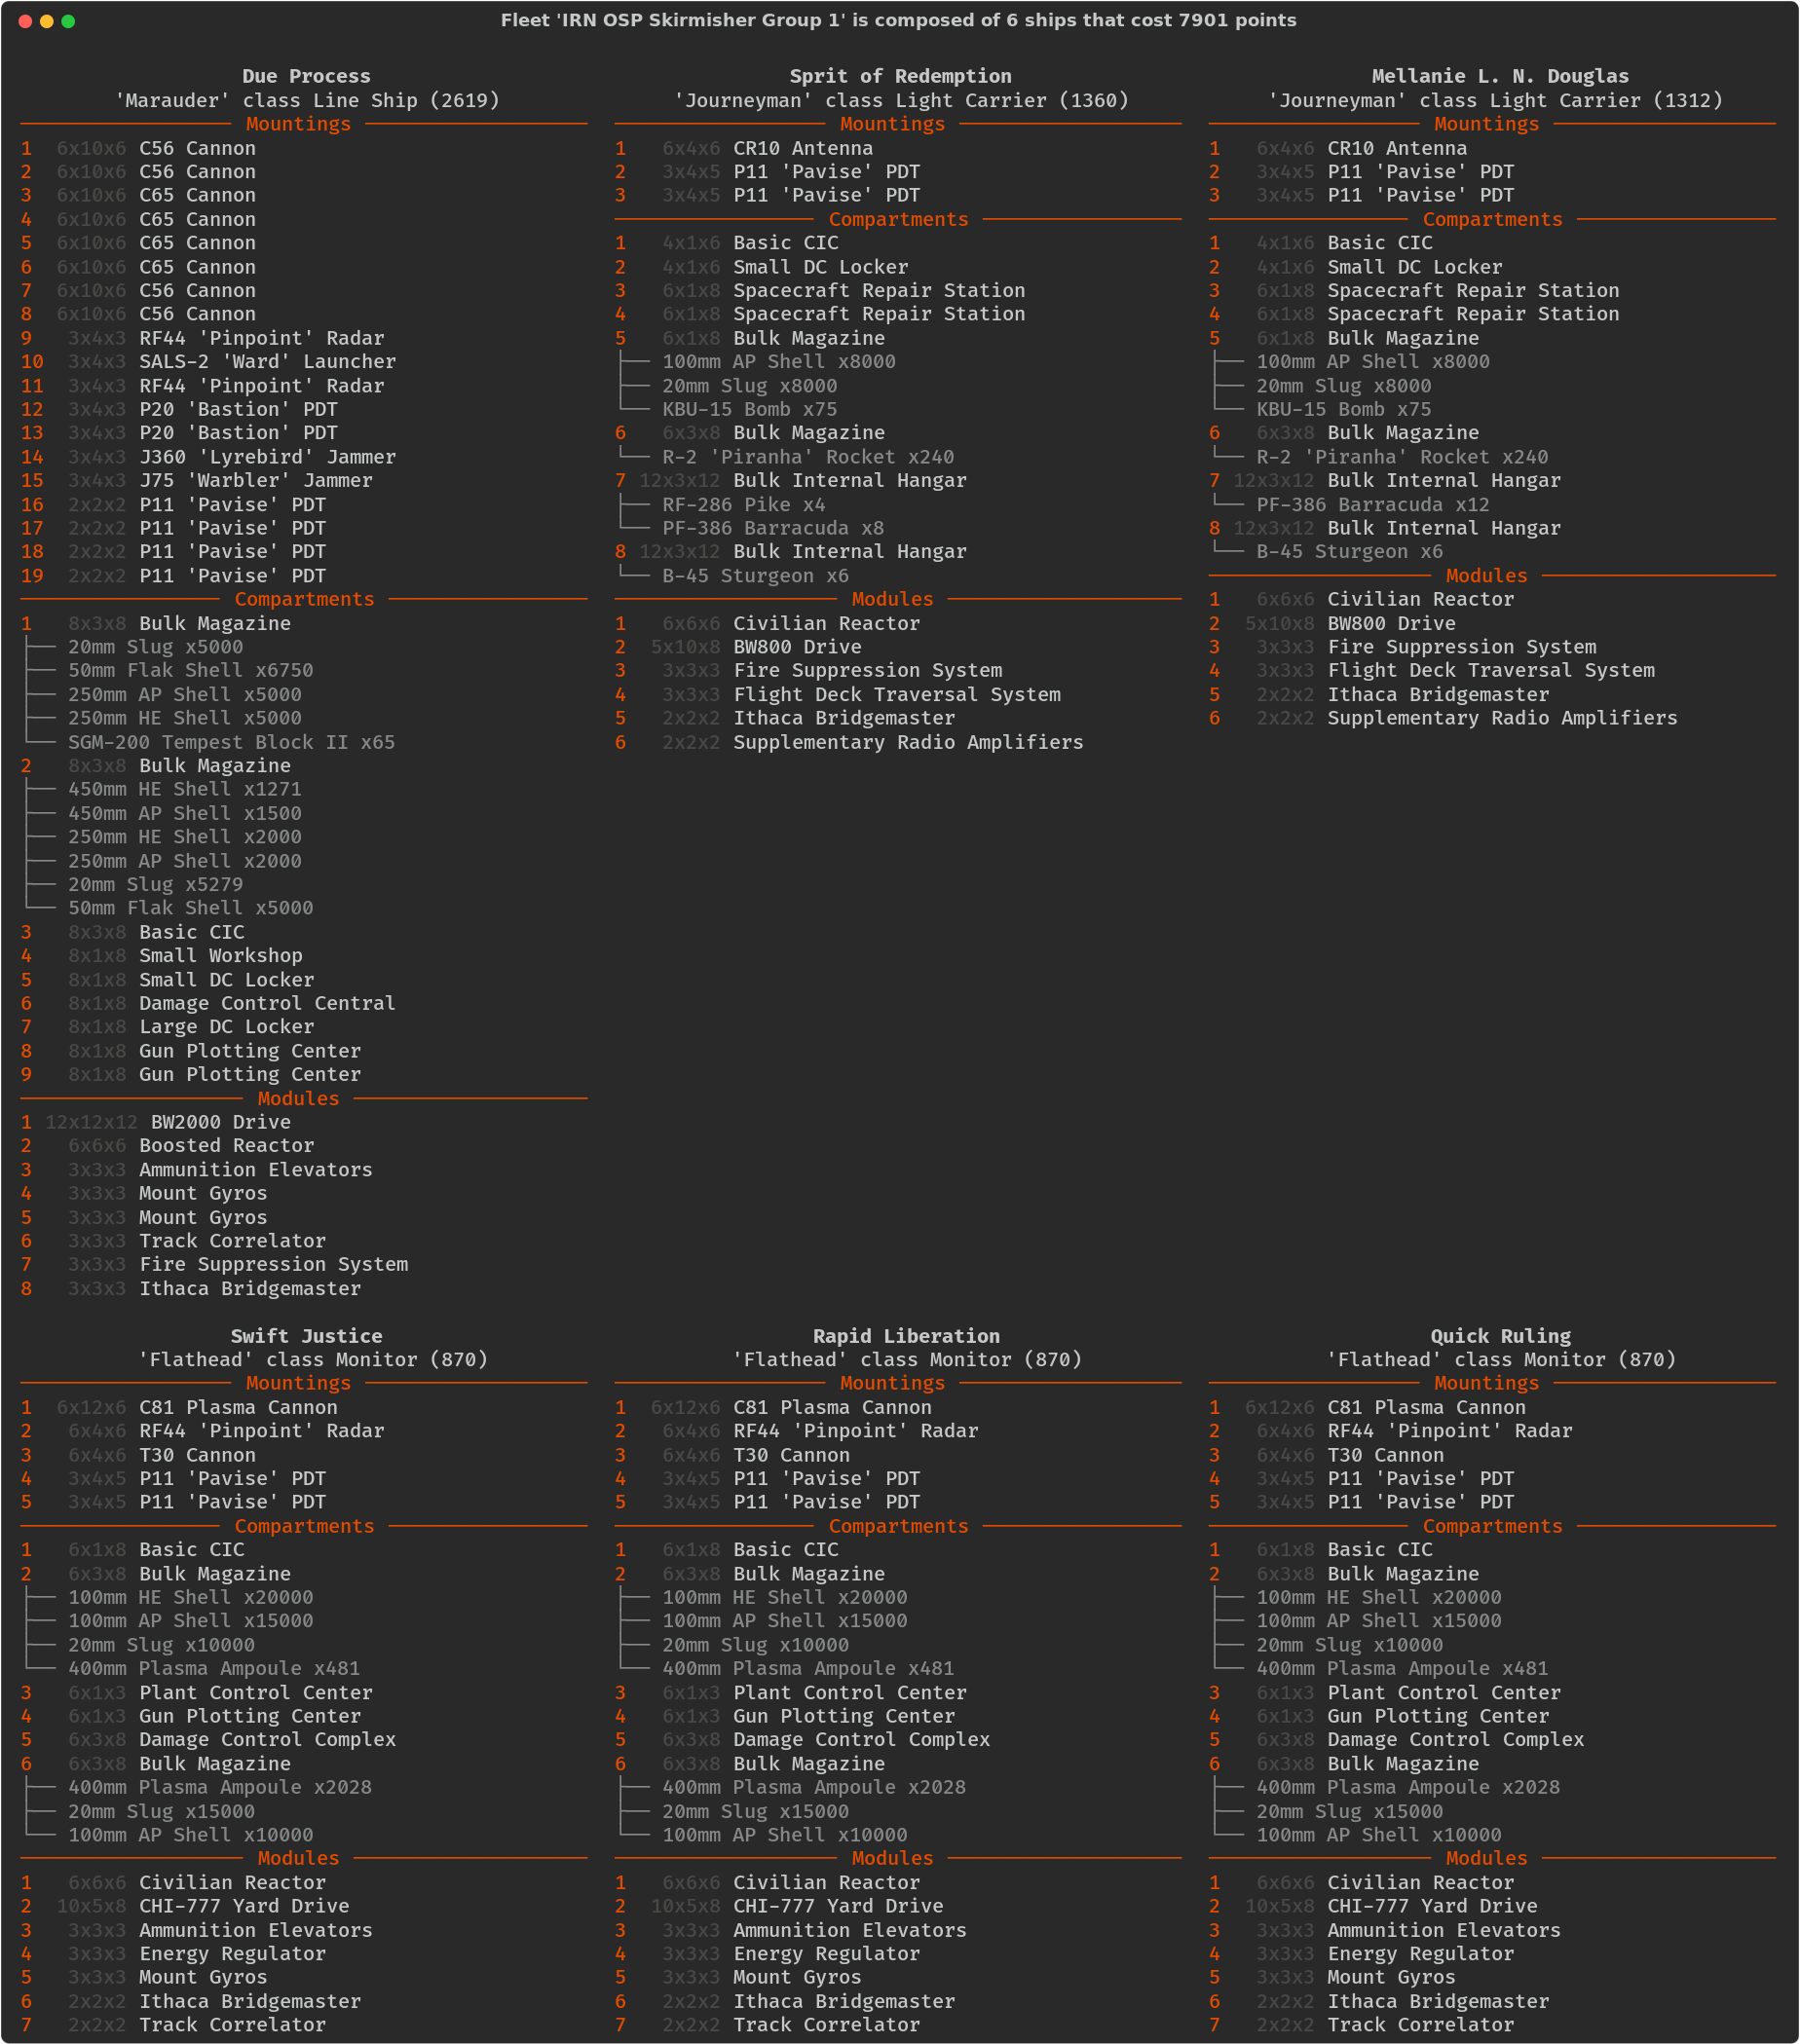 Fleet 'IRN OSP Skirmisher Group 1' is composed of 6 ships that cost 7901 points
Due Process
'Marauder' class Line Ship (2619)
Mountings
1 6x10x6 C56 Cannon
2 6x10x6 C56 Cannon
3 6x10x6 C65 Cannon
4 6x10x6 C65 Cannon
5 6x10x6 C65 Cannon
6 6x10x6 C65 Cannon
7 6x10x6 C56 Cannon
8 6x10x6 C56 Cannon
9 3x4x3 RF44 'Pinpoint' Radar
10 3x4x3 SALS-2 'Ward' Launcher
11 3x4x3 RF44 'Pinpoint' Radar
12 3x4x3 P20 'Bastion' PDT
13 3x4x3 P20 'Bastion' PDT
14 3x4x3 J360 'Lyrebird' Jammer
15 3x4x3 J75 'Warbler' Jammer
16 2x2x2 P11 'Pavise' PDT
17 2x2x2 P11 'Pavise' PDT
18 2x2x2 P11 'Pavise' PDT
19 2x2x2 P11 'Pavise' PDT
Compartments
1 8x3x8 Bulk Magazine
20mm Slug x5000
50mm Flak Shell x6750
250mm AP Shell x5000
250mm HE Shell x5000
SGM-200 Tempest Block II x65
2 8x3x8 Bulk Magazine
450mm HE Shell x1271
450mm AP Shell x1500
250mm HE Shell x2000
250mm AP Shell x2000
20mm Slug x5279
50mm Flak Shell x5000
3 8x3x8 Basic CIC
4 8x1x8 Small Workshop
5 8x1x8 Small DC Locker
6 8x1x8 Damage Control Central
7 8x1x8 Large DC Locker
8 8x1x8 Gun Plotting Center
9 8x1x8 Gun Plotting Center
Modules
1 12x12x12 BW2000 Drive
2 6x6x6 Boosted Reactor
3 3x3x3 Ammunition Elevators
4 3x3x3 Mount Gyros
5 3x3x3 Mount Gyros
6 3x3x3 Track Correlator
7 3x3x3 Fire Suppression System
8 3x3x3 Ithaca Bridgemaster
Sprit of Redemption
'Journeyman' class Light Carrier (1360)
Mountings
1 6x4x6 CR10 Antenna
2 3x4x5 P11 'Pavise' PDT
3 3x4x5 P11 'Pavise' PDT
Compartments
1 4x1x6 Basic CIC
2 4x1x6 Small DC Locker
3 6x1x8 Spacecraft Repair Station
4 6x1x8 Spacecraft Repair Station
5 6x1x8 Bulk Magazine
100mm AP Shell x8000
20mm Slug x8000
KBU-15 Bomb x75
6 6x3x8 Bulk Magazine
R-2 'Piranha' Rocket x240
7 12x3x12 Bulk Internal Hangar
RF-286 Pike x4
PF-386 Barracuda x8
8 12x3x12 Bulk Internal Hangar
B-45 Sturgeon x6
Modules
1 6x6x6 Civilian Reactor
2 5x10x8 BW800 Drive
3 3x3x3 Fire Suppression System
4 3x3x3 Flight Deck Traversal System
5 2x2x2 Ithaca Bridgemaster
6 2x2x2 Supplementary Radio Amplifiers
Mellanie L. N. Douglas
'Journeyman' class Light Carrier (1312)
Mountings
1 6x4x6 CR10 Antenna
2 3x4x5 P11 'Pavise' PDT
3 3x4x5 P11 'Pavise' PDT
Compartments
1 4x1x6 Basic CIC
2 4x1x6 Small DC Locker
3 6x1x8 Spacecraft Repair Station
4 6x1x8 Spacecraft Repair Station
5 6x1x8 Bulk Magazine
100mm AP Shell x8000
20mm Slug x8000
KBU-15 Bomb x75
6 6x3x8 Bulk Magazine
R-2 'Piranha' Rocket x240
7 12x3x12 Bulk Internal Hangar
PF-386 Barracuda x12
8 12x3x12 Bulk Internal Hangar
B-45 Sturgeon x6
Modules
1 6x6x6 Civilian Reactor
2 5x10x8 BW800 Drive
3 3x3x3 Fire Suppression System
4 3x3x3 Flight Deck Traversal System
5 2x2x2 Ithaca Bridgemaster
6 2x2x2 Supplementary Radio Amplifiers
Swift Justice
'Flathead' class Monitor (870)
Mountings
1 6x12x6 C81 Plasma Cannon
2 6x4x6 RF44 'Pinpoint' Radar
3 6x4x6 T30 Cannon
4 3x4x5 P11 'Pavise' PDT
5 3x4x5 P11 'Pavise' PDT
Compartments
1 6x1x8 Basic CIC
2 6x3x8 Bulk Magazine
100mm HE Shell x20000
100mm AP Shell x15000
20mm Slug x10000
400mm Plasma Ampoule x481
3 6x1x3 Plant Control Center
4 6x1x3 Gun Plotting Center
5 6x3x8 Damage Control Complex
6 6x3x8 Bulk Magazine
400mm Plasma Ampoule x2028
20mm Slug x15000
100mm AP Shell x10000
Modules
1 6x6x6 Civilian Reactor
2 10x5x8 CHI-777 Yard Drive
3 3x3x3 Ammunition Elevators
4 3x3x3 Energy Regulator
5 3x3x3 Mount Gyros
6 2x2x2 Ithaca Bridgemaster
7 2x2x2 Track Correlator
Rapid Liberation
'Flathead' class Monitor (870)
Mountings
1 6x12x6 C81 Plasma Cannon
2 6x4x6 RF44 'Pinpoint' Radar
3 6x4x6 T30 Cannon
4 3x4x5 P11 'Pavise' PDT
5 3x4x5 P11 'Pavise' PDT
Compartments
1 6x1x8 Basic CIC
2 6x3x8 Bulk Magazine
100mm HE Shell x20000
100mm AP Shell x15000
20mm Slug x10000
400mm Plasma Ampoule x481
3 6x1x3 Plant Control Center
4 6x1x3 Gun Plotting Center
5 6x3x8 Damage Control Complex
6 6x3x8 Bulk Magazine
400mm Plasma Ampoule x2028
20mm Slug x15000
100mm AP Shell x10000
Modules
1 6x6x6 Civilian Reactor
2 10x5x8 CHI-777 Yard Drive
3 3x3x3 Ammunition Elevators
4 3x3x3 Energy Regulator
5 3x3x3 Mount Gyros
6 2x2x2 Ithaca Bridgemaster
7 2x2x2 Track Correlator
Quick Ruling
'Flathead' class Monitor (870)
Mountings
1 6x12x6 C81 Plasma Cannon
2 6x4x6 RF44 'Pinpoint' Radar
3 6x4x6 T30 Cannon
4 3x4x5 P11 'Pavise' PDT
5 3x4x5 P11 'Pavise' PDT
Compartments
1 6x1x8 Basic CIC
2 6x3x8 Bulk Magazine
100mm HE Shell x20000
100mm AP Shell x15000
20mm Slug x10000
400mm Plasma Ampoule x481
3 6x1x3 Plant Control Center
4 6x1x3 Gun Plotting Center
5 6x3x8 Damage Control Complex
6 6x3x8 Bulk Magazine
400mm Plasma Ampoule x2028
20mm Slug x15000
100mm AP Shell x10000
Modules
1 6x6x6 Civilian Reactor
2 10x5x8 CHI-777 Yard Drive
3 3x3x3 Ammunition Elevators
4 3x3x3 Energy Regulator
5 3x3x3 Mount Gyros
6 2x2x2 Ithaca Bridgemaster
7 2x2x2 Track Correlator